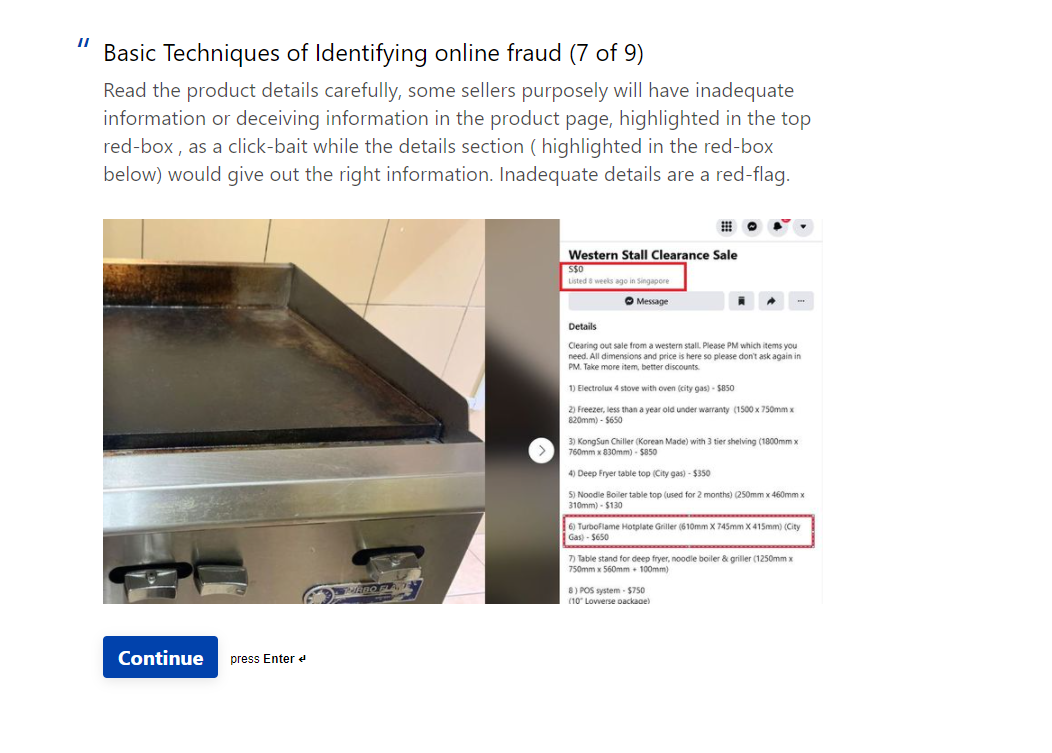 “ Basic Techniques of Identifying online fraud (7 of 9)
Read the product details carefully, some sellers purposely will have inadequate
information or deceiving information in the product page, highlighted in the top
red-box , as a click-bait while the details section ( highlighted in the red-box
below) would give out the right information. Inadequate details are a red-flag.
Western Stall Clearance Sale
S$0
Listed 8 weeks ago in Singapore
Message
Details
Clearing out sale from a western stall. Please PM which items you
need. All dimensions and price is here so please don't ask again in
PM. Take more item, better discounts.
1) Electrolux 4 stove with oven (city gas) - $850
2) Freezer, less than a year old under warranty (1500 x 750mm x
820mm) - $650
3) KongSun Chiller (Korean Made) with 3 tier shelving (1800mm x
760mm x 830mm) - $850
4) Deep Fryer table top (City gas) - $350
5) Noodle Boiler table top (used for 2 months) (250mm x 460mm x
310mm) - $130
6) TurboFlame Hotplate Griller (610mm X 745mm X 415mm) (City
Gas) - $650
7) Table stand for deep fryer, noodle boiler & griller (1250mm x
750mm x 560mm + 100mm)
8 ) POS system - $750
(10" Loyverse package)
Continue press Enter ↵